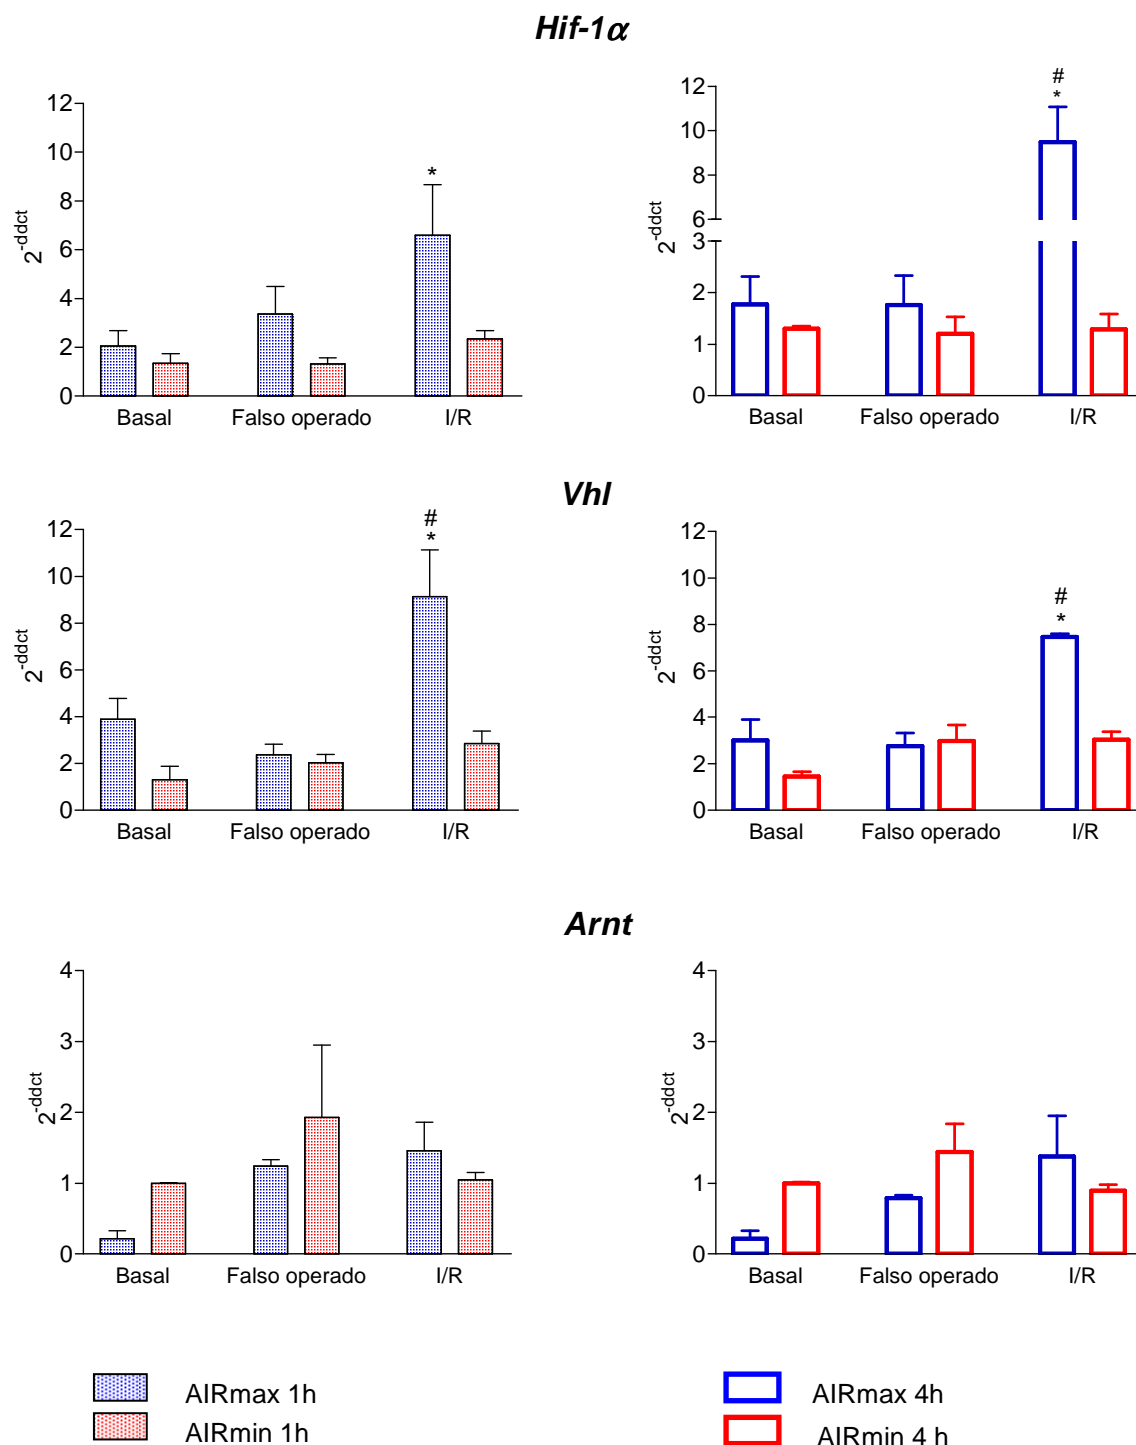 Hif-1α
12
10
8
6
4
2
0
2^-ddct
*
Basal Falso operado I/R
#
*
12
10
8
6
3
2
1
0
2^-ddct
Basal Falso operado I/R
Vhl
12
10
8
6
4
2
0
2^-ddct
#
*
Basal Falso operado I/R
12
10
8
6
4
2
0
2^-ddct
#
*
Basal Falso operado I/R
Arnt
4
3
2
1
0
2^-ddct
Basal Falso operado I/R
4
3
2
1
0
2^-ddct
Basal Falso operado I/R
AIRmax 1h
AIRmin 1h
AIRmax 4h
AIRmin 4 h